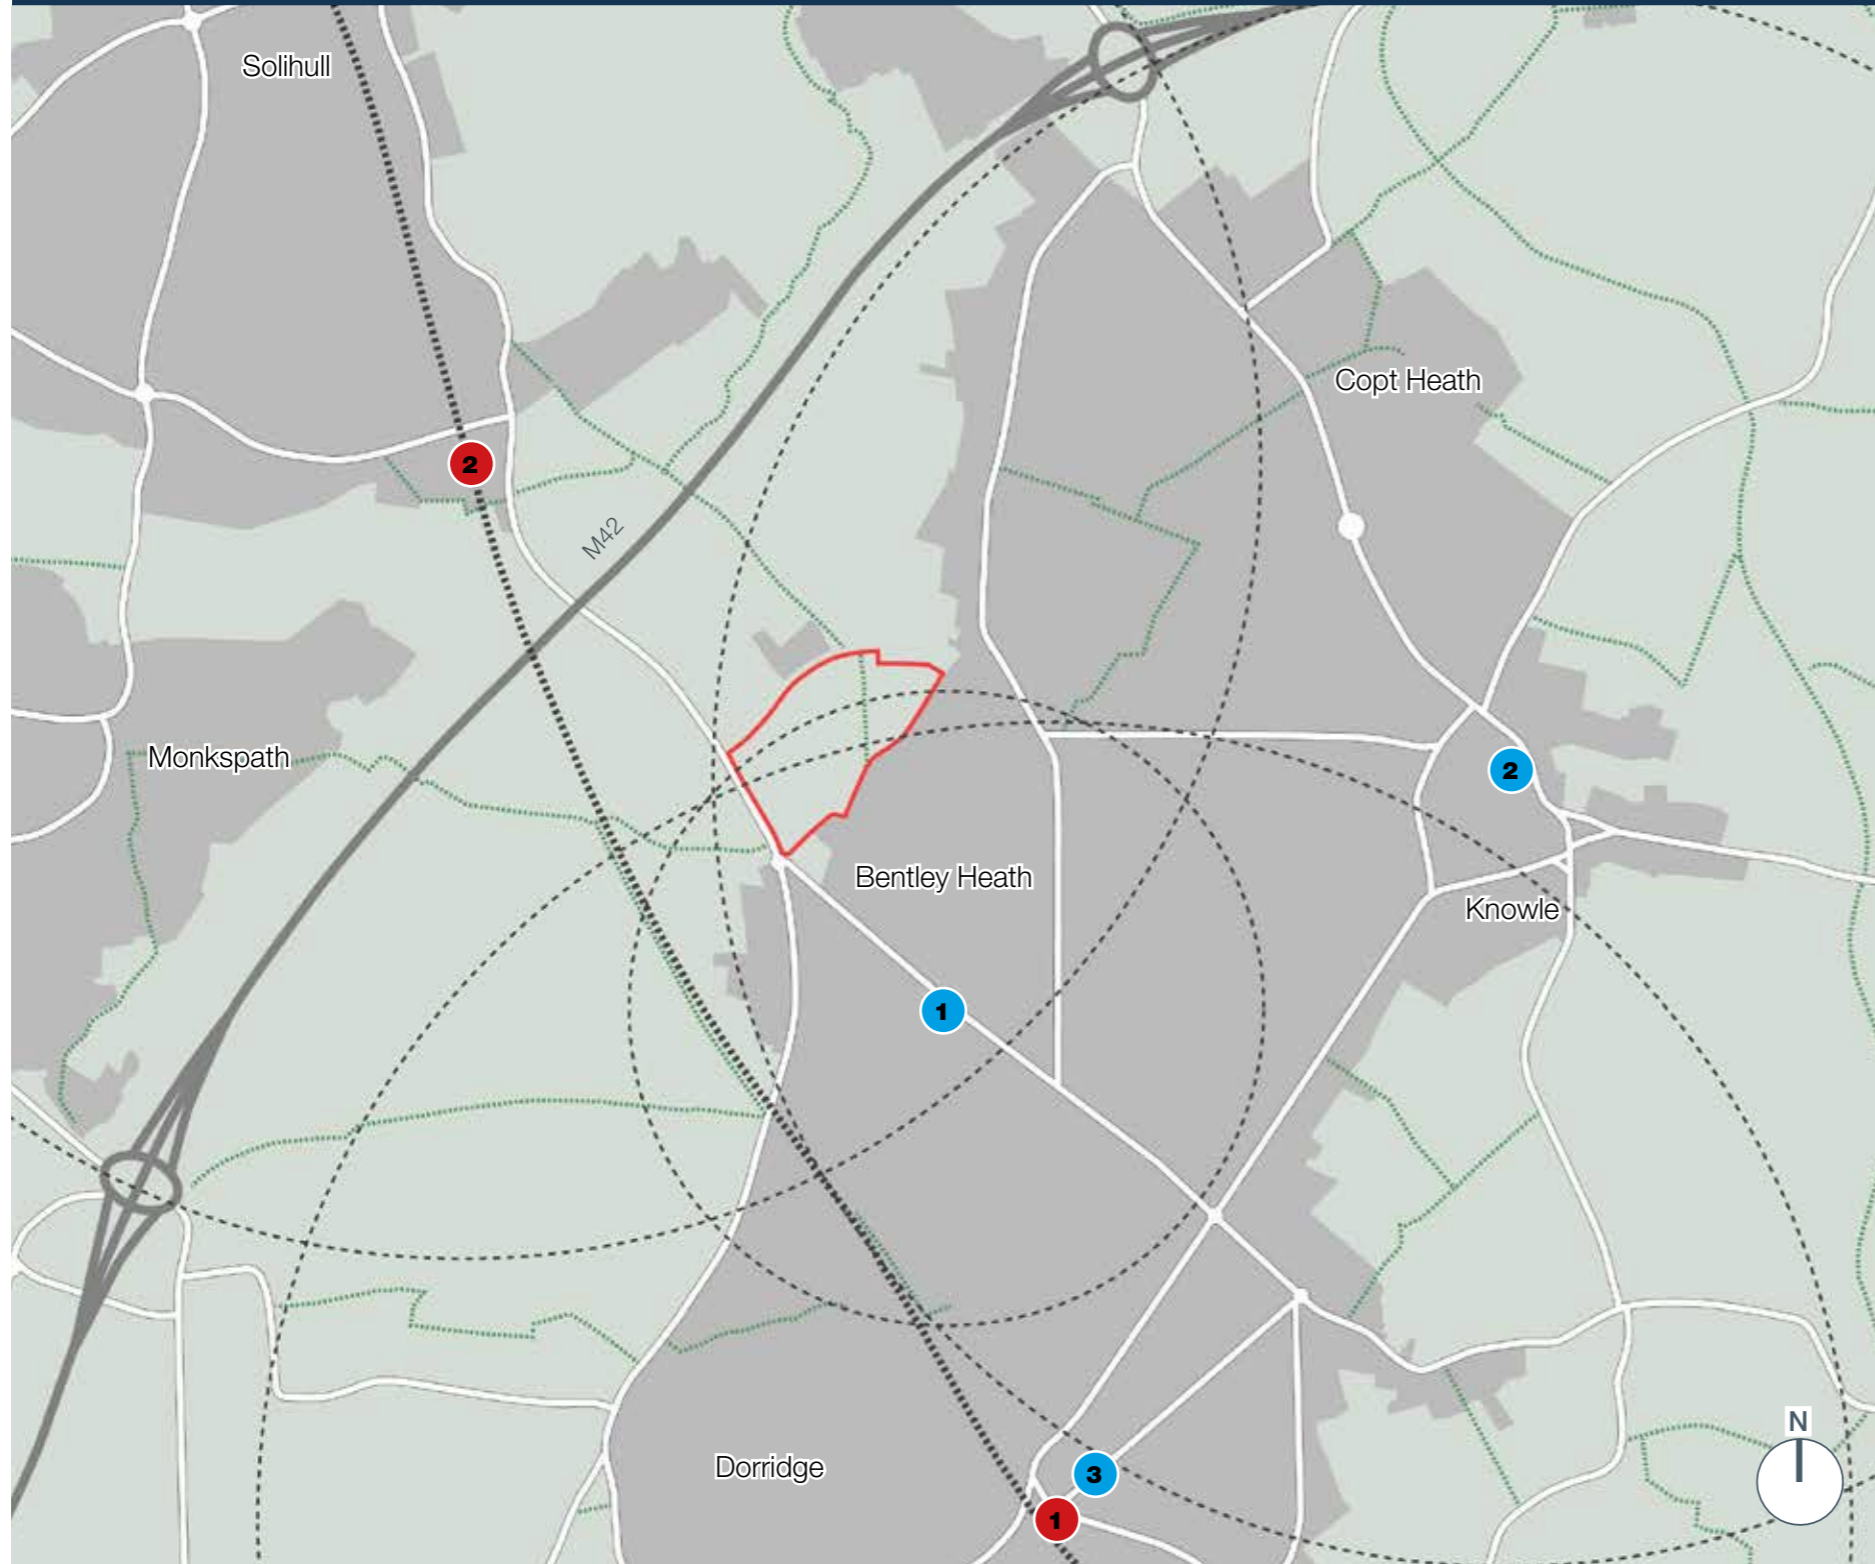 Solihull
Copt Heath
2
M42
Monkspath
2
Bentley Heath
Knowle
1
N
Dorridge
3
1